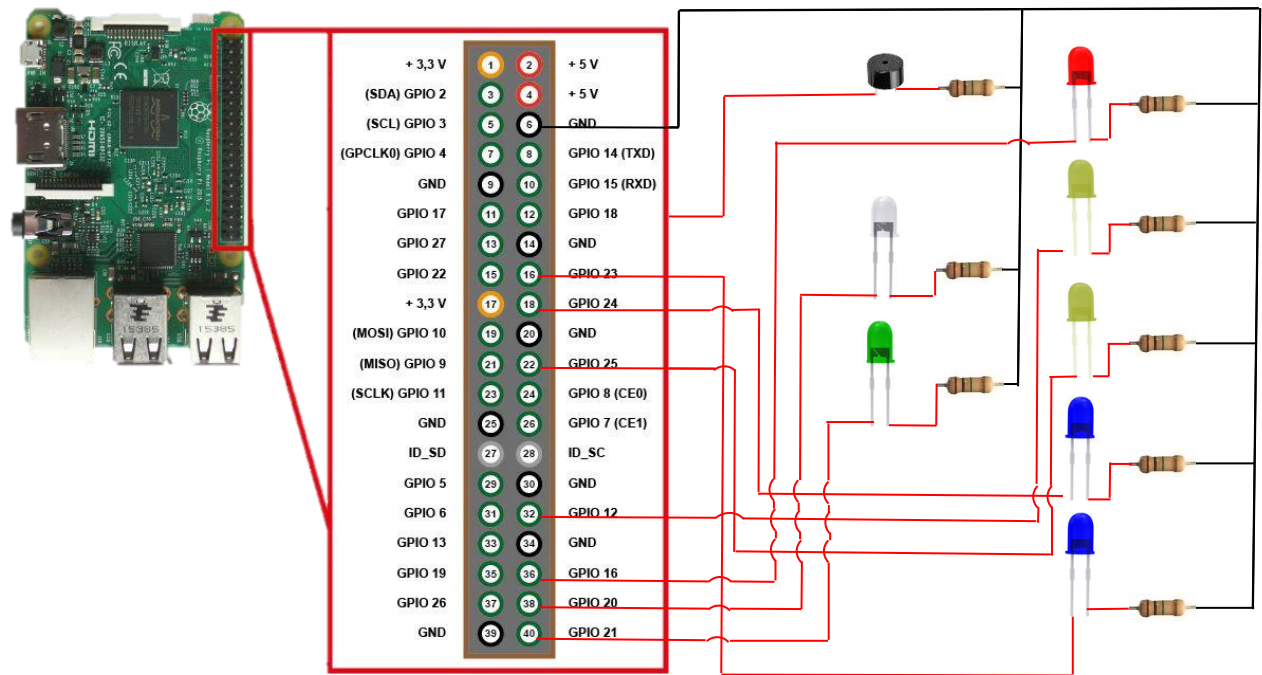 + 3,3 V 1 2 + 5 V
(SDA) GPIO 2 3 4 + 5 V
(SCL) GPIO 3 5 6 GND
(GPCLK0) GPIO 4 7 8 GPIO 14 (TXD)
GND 9 10 GPIO 15 (RXD)
GPIO 17 11 12 GPIO 18
GPIO 27 13 14 GND
GPIO 22 15 16 GPIO 23
+ 3,3 V 17 18 GPIO 24
(MOSI) GPIO 10 19 20 GND
(MISO) GPIO 9 21 22 GPIO 25
(SCLK) GPIO 11 23 24 GPIO 8 (CE0)
GND 25 26 GPIO 7 (CE1)
ID_SD 27 28 ID_SC
GPIO 5 29 30 GND
GPIO 6 31 32 GPIO 12
GPIO 13 33 34 GND
GPIO 19 35 36 GPIO 16
GPIO 26 37 38 GPIO 20
GND 39 40 GPIO 21
HDMI
FCC